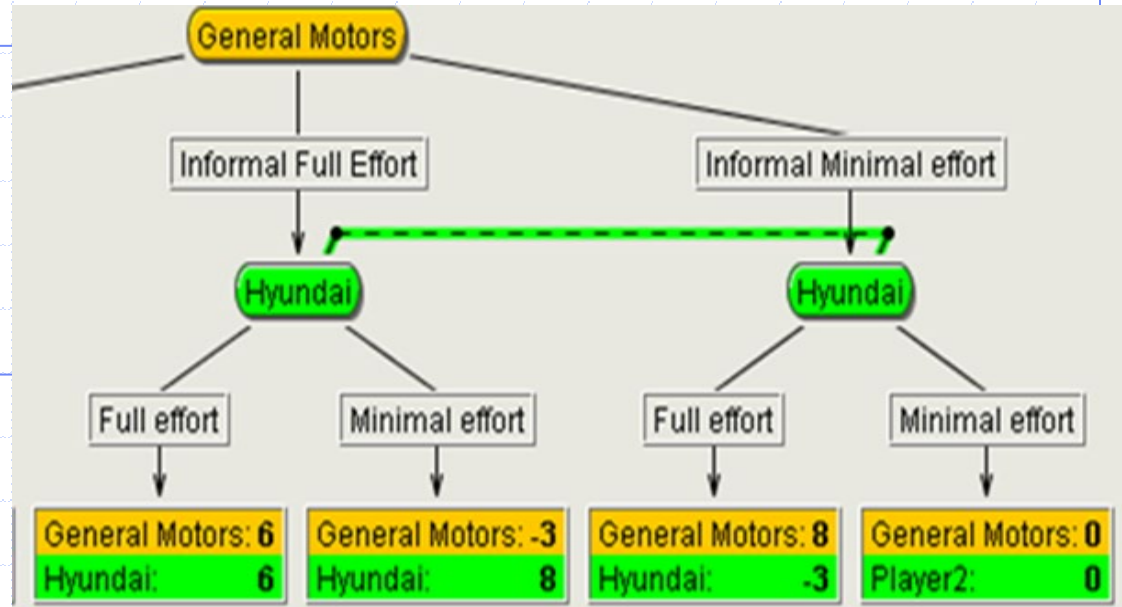 General Motors
Informal Full Effort
Informal Minimal effort
Hyundai
Hyundai
Full effort
Minimal effort
Full effort
Minimal effort
General Motors: 6
Hyundai: 6
General Motors: -3
Hyundai: 8
General Motors: 8
Hyundai: -3
General Motors: 0
Player2: 0